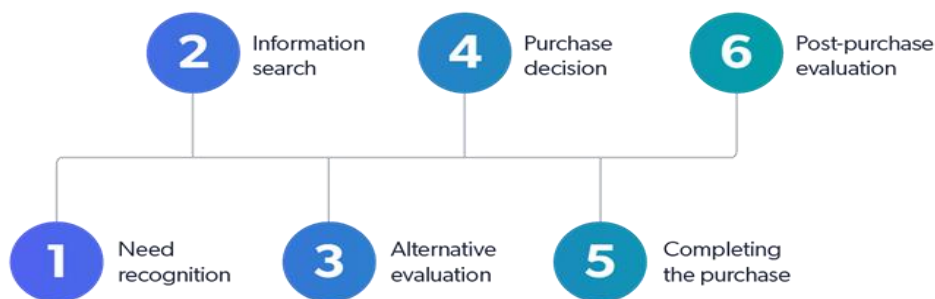 1
Need
recognition
2
Information
search
3
Alternative
evaluation
4
Purchase
decision
5
Completing
the purchase
6
Post-purchase
evaluation